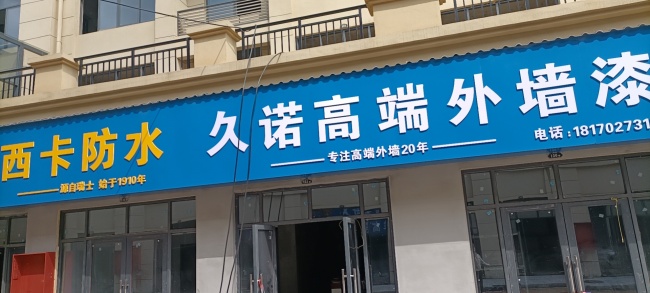 西卡防水
源自瑞士 始于1910年
久诺高端外墙漆
专注高端外墙20年
电话:181702731